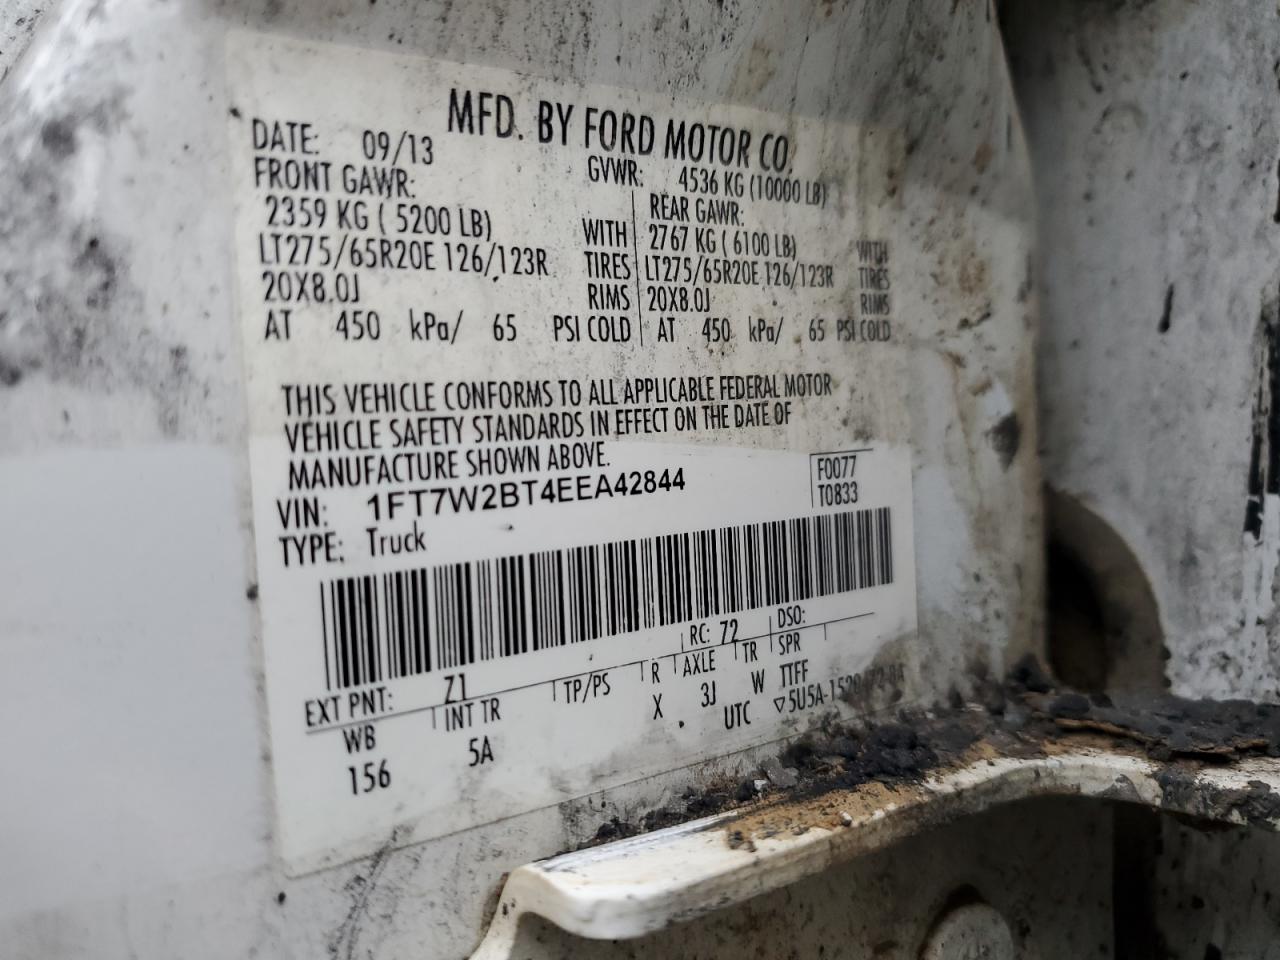 MFD. BY FORD MOTOR CO.
DATE: 09/13 GVWR: 4536 KG (10000 LB)
FRONT GAWR: REAR GAWR:
2359 KG ( 5200 LB) WITH 2767 KG ( 6100 LB) WITH
LT275/65R20E 126/123R TIRES LT275/65R20E 126/123R TIRES
20X8.0J RIMS 20X8.0J RIMS
AT 450 kPa/ 65 PSI COLD AT 450 kPa/ 65 PSI COLD
THIS VEHICLE CONFORMS TO ALL APPLICABLE FEDERAL MOTOR
VEHICLE SAFETY STANDARDS IN EFFECT ON THE DATE OF
MANUFACTURE SHOWN ABOVE.
VIN: 1FT7W2BT4EEA42844 F0077
TYPE: Truck T0833
EXT PNT: Z1 RC: 72 DSO:
WB INT TR TP/PS R AXLE TR SPR
156 5A X 3J W TTFF
UTC